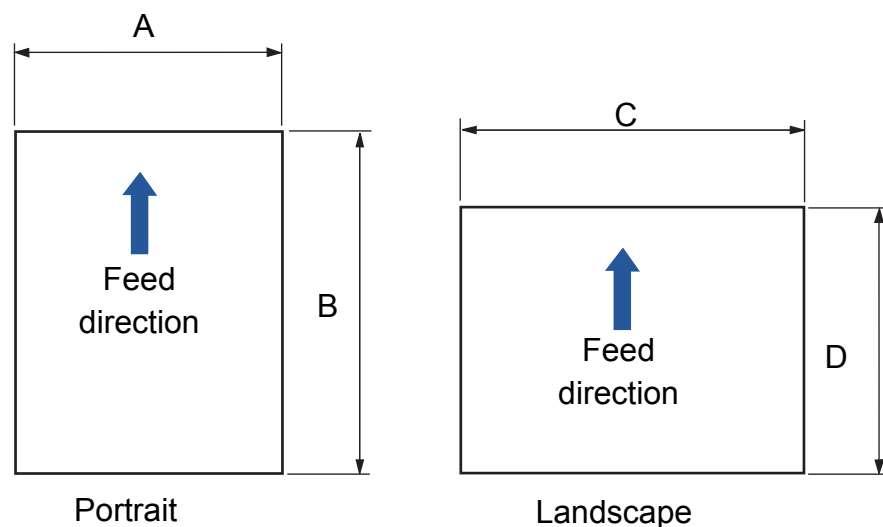 A
Feed
direction
B
Portrait
C
Feed
direction
D
Landscape